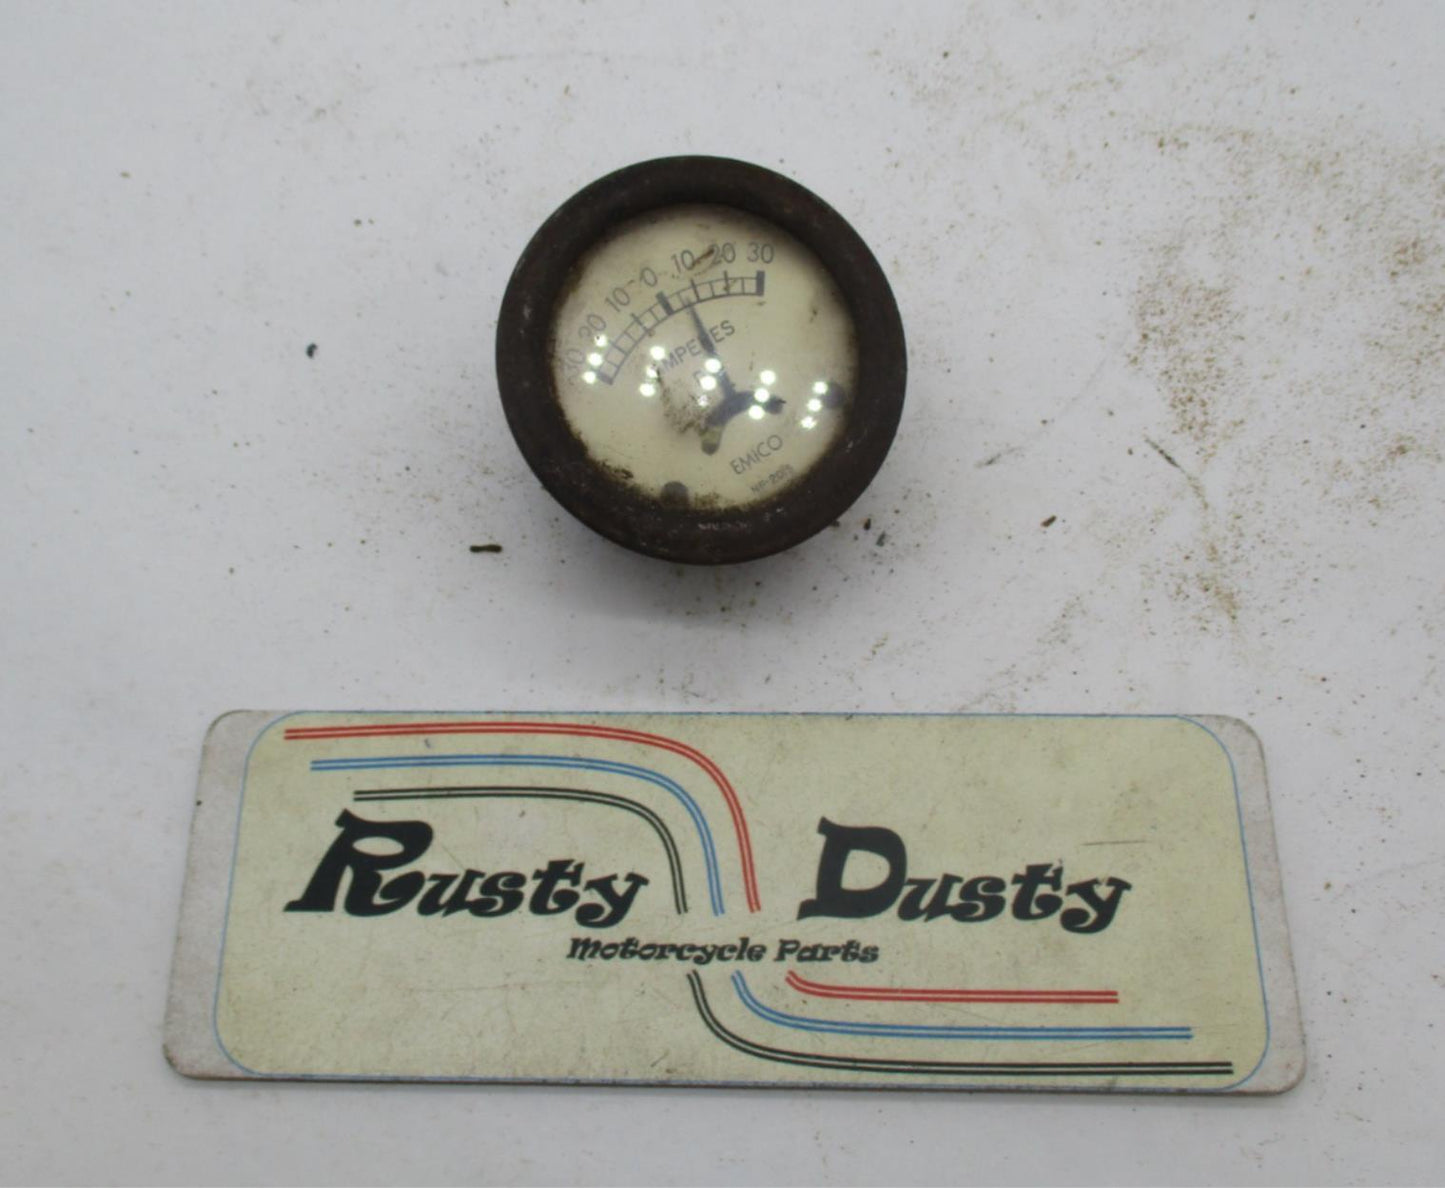 30 20 10 0 10 20 30
AMPERES
EMICO
Rusty Dusty
Motorcycle Parts